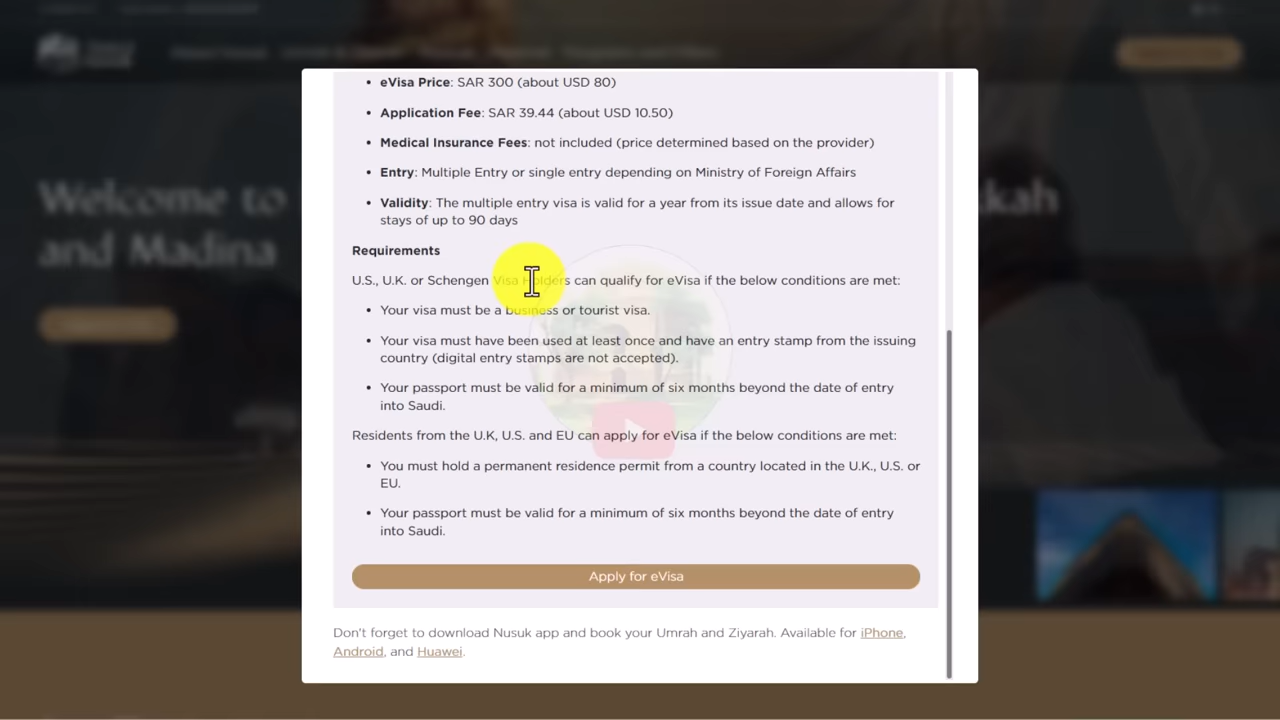 Welcome to
and Madina
kkah
• eVisa Price: SAR 300 (about USD 80)
• Application Fee: SAR 39.44 (about USD 10.50)
• Medical Insurance Fees: not included (price determined based on the provider)
• Entry: Multiple Entry or single entry depending on Ministry of Foreign Affairs
• Validity: The multiple entry visa is valid for a year from its issue date and allows for
stays of up to 90 days
Requirements
U.S., U.K. or Schengen Visa Holders can qualify for eVisa if the below conditions are met:
• Your visa must be a business or tourist visa.
• Your visa must have been used at least once and have an entry stamp from the issuing
country (digital entry stamps are not accepted).
• Your passport must be valid for a minimum of six months beyond the date of entry
into Saudi.
Residents from the U.K, U.S. and EU can apply for eVisa if the below conditions are met:
• You must hold a permanent residence permit from a country located in the U.K., U.S. or
EU.
• Your passport must be valid for a minimum of six months beyond the date of entry
into Saudi.
Apply for eVisa
Don't forget to download Nusuk app and book your Umrah and Ziyarah. Available for iPhone,
Android, and Huawei.